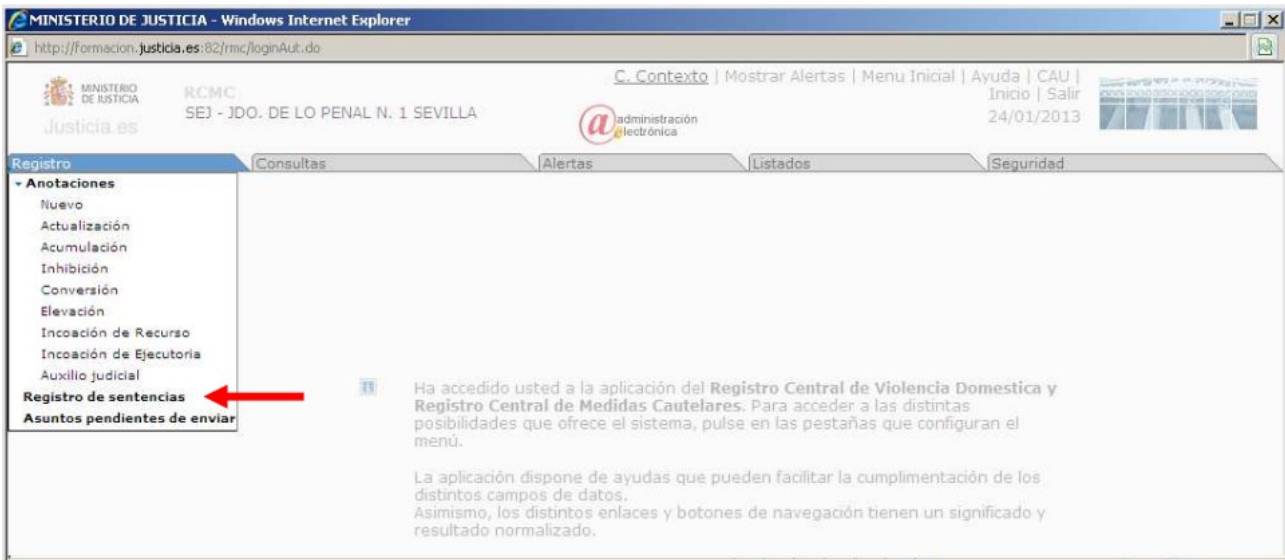 MINISTERIO DE JUSTICIA - Windows Internet Explorer
http://formacion.justicia.es:82/rmc/loginAut.do
MINISTERIO
DE JUSTICIA
Justicia.es
RCMC
SEJ - JDO. DE LO PENAL N. 1 SEVILLA
C. Contexto | Mostrar Alertas | Menu Inicial | Ayuda | CAU |
Inicio | Salir
24/01/2013
administración
electrónica
Registro
Consultas
Alertas
Listados
Seguridad
Anotaciones
Nuevo
Actualización
Acumulación
Inhibición
Conversión
Elevación
Incoación de Recurso
Incoación de Ejecutoria
Auxilio judicial
Registro de sentencias
Asuntos pendientes de enviar
Ha accedido usted a la aplicación del Registro Central de Violencia Domestica y
Registro Central de Medidas Cautelares. Para acceder a las distintas
posibilidades que ofrece el sistema, pulse en las pestañas que configuran el
menú.
La aplicación dispone de ayudas que pueden facilitar la cumplimentación de los
distintos campos de datos.
Asimismo, los distintos enlaces y botones de navegación tienen un significado y
resultado normalizado.